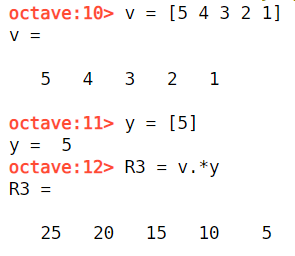 octave:10> v = [5 4 3 2 1]
v =
5 4 3 2 1
octave:11> y = [5]
y = 5
octave:12> R3 = v.*y
R3 =
25 20 15 10 5